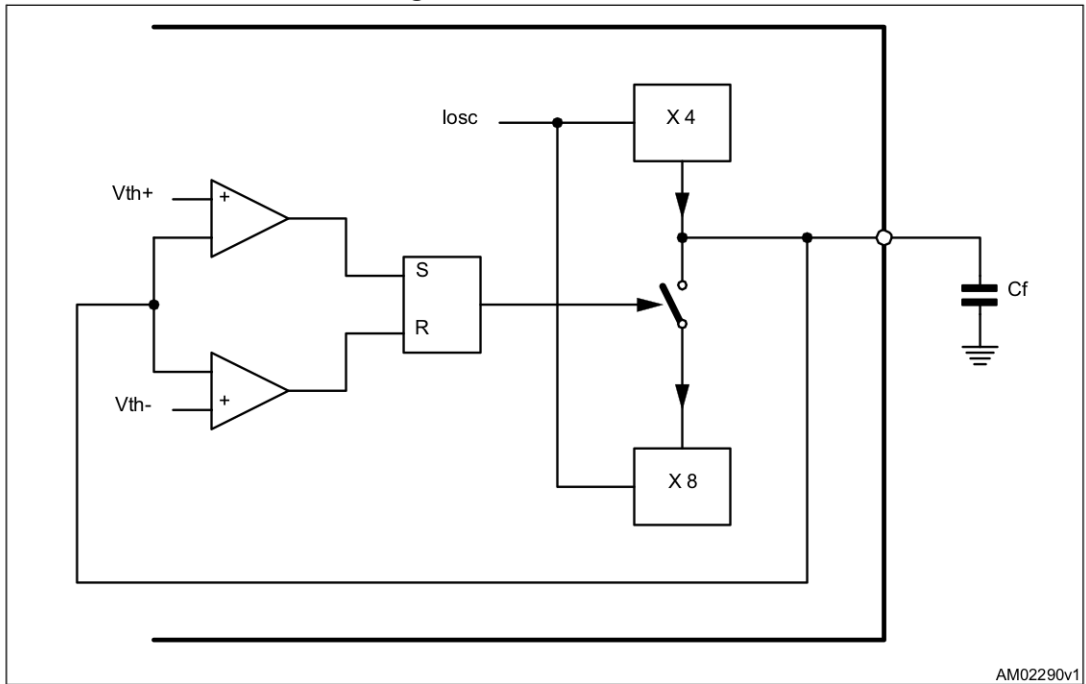 Iosc
X 4
Vth+
+
S
R
Cf
+
Vth-
X 8
AM02290v1